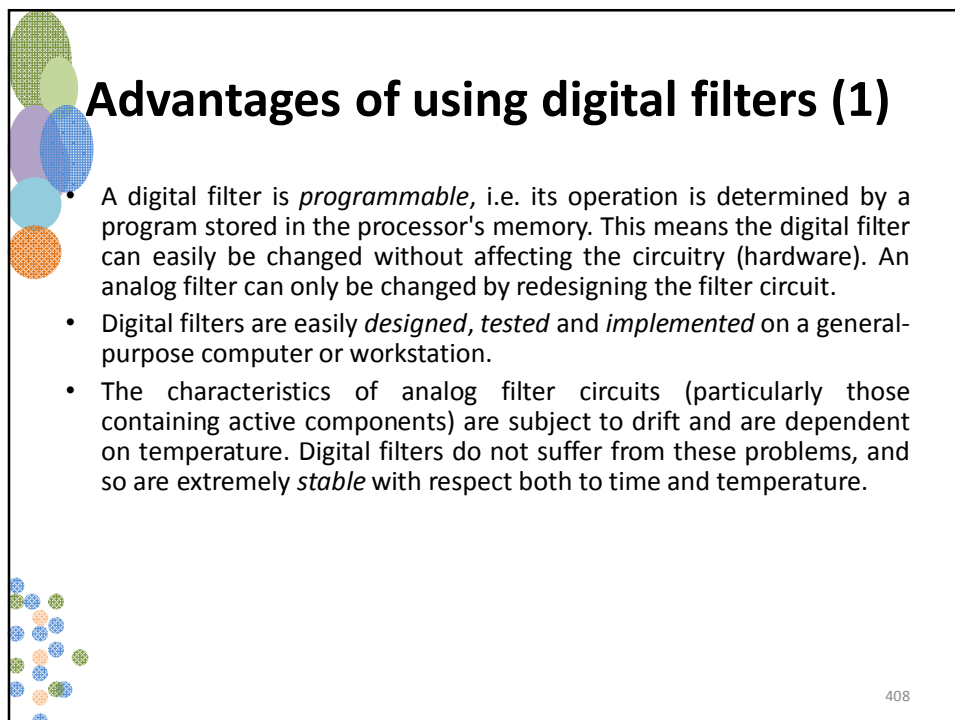 Advantages of using digital filters (1)
• A digital filter is programmable, i.e. its operation is determined by a
program stored in the processor's memory. This means the digital filter
can easily be changed without affecting the circuitry (hardware). An
analog filter can only be changed by redesigning the filter circuit.
• Digital filters are easily designed, tested and implemented on a general-
purpose computer or workstation.
• The characteristics of analog filter circuits (particularly those
containing active components) are subject to drift and are dependent
on temperature. Digital filters do not suffer from these problems, and
so are extremely stable with respect both to time and temperature.
408